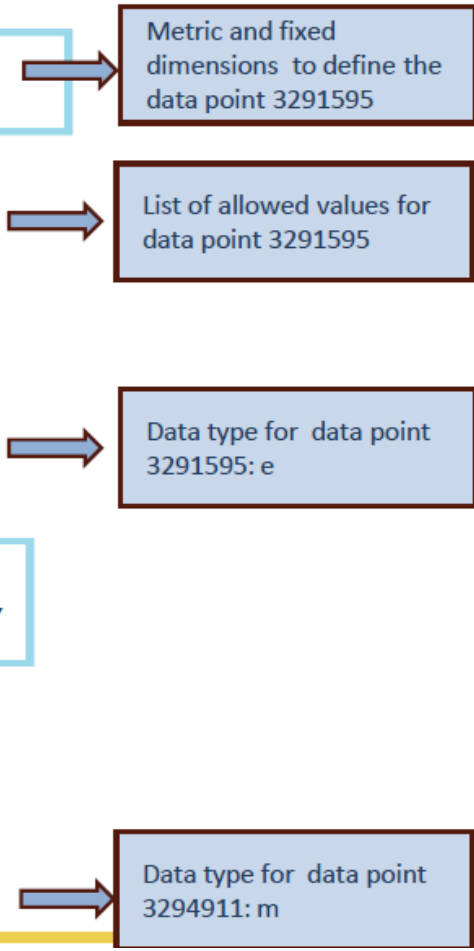 Metric and fixed
dimensions to define the
data point 3291595
List of allowed values for
data point 3291595
Data type for data point
3291595: e
Data type for data point
3294911: m